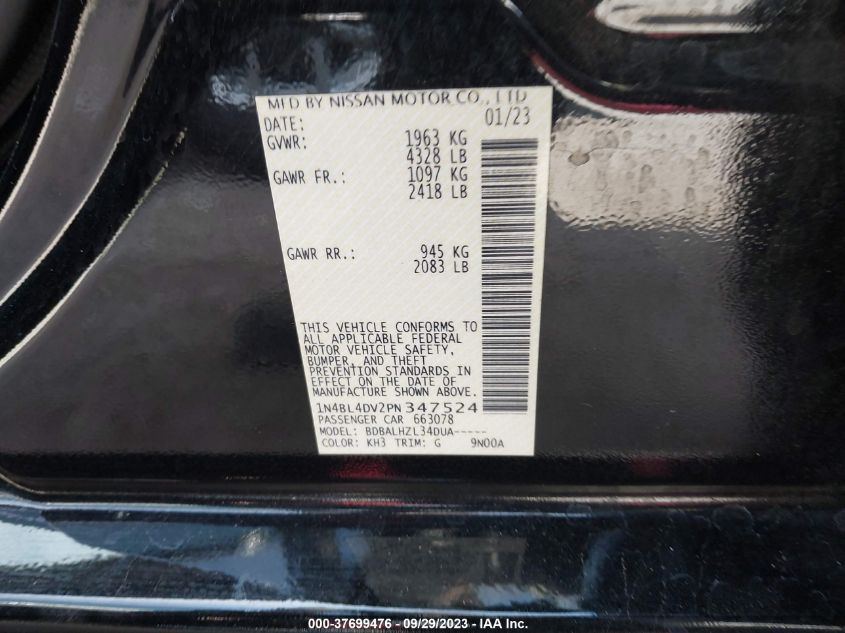 MFD BY NISSAN MOTOR CO., LTD
DATE: 01/23
GVWR: 1963 KG
4328 LB
GAWR FR.: 1097 KG
2418 LB
GAWR RR.: 945 KG
2083 LB
THIS VEHICLE CONFORMS TO
ALL APPLICABLE FEDERAL
MOTOR VEHICLE SAFETY,
BUMPER, AND THEFT
PREVENTION STANDARDS IN
EFFECT ON THE DATE OF
MANUFACTURE SHOWN ABOVE.
1N4BL4DV2PN347524
PASSENGER CAR 663078
MODEL: BDBALHZL34DUA-----
COLOR: KH3 TRIM: G 9N00A
000-37699476 - 09/29/2023 - IAA Inc.